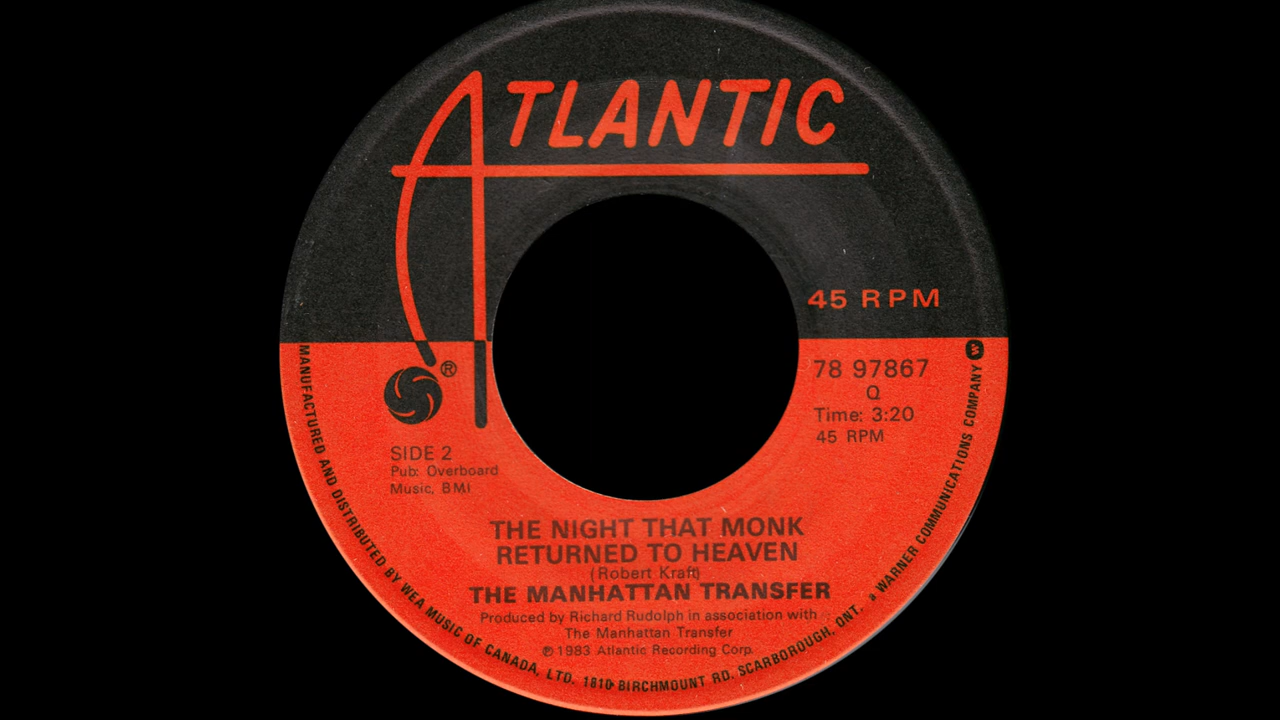 ATLANTIC
45 RPM
®
78 97867
Q
Time: 3:20
45 RPM
SIDE 2
Pub: Overboard
Music, BMI
THE NIGHT THAT MONK
RETURNED TO HEAVEN
(Robert Kraft)
THE MANHATTAN TRANSFER
Produced by Richard Rudolph in association with
The Manhattan Transfer
℗ 1983 Atlantic Recording Corp.
MANUFACTURED AND DISTRIBUTED BY WEA MUSIC OF CANADA, LTD. 1810 BIRCHMOUNT RD. SCARBOROUGH, ONT. A WARNER COMMUNICATIONS COMPANY W